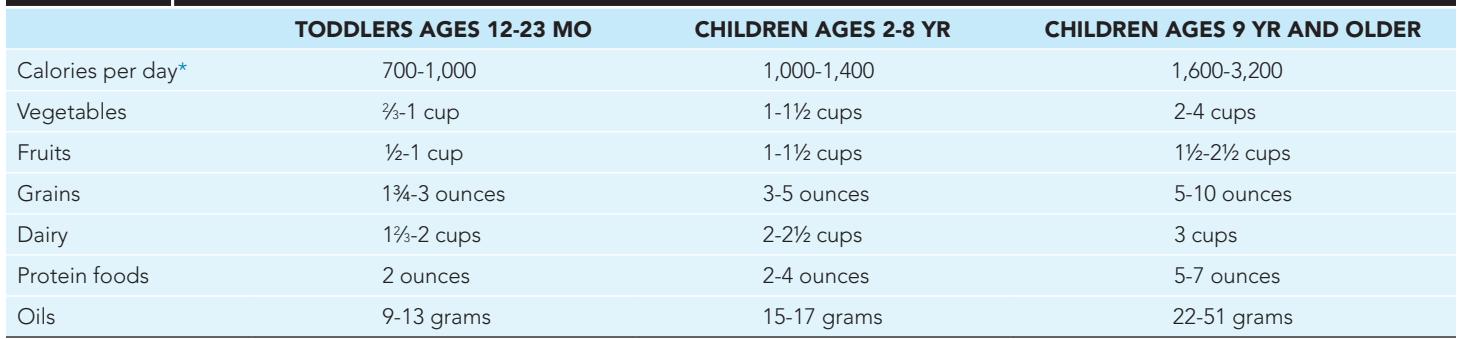 TODDLERS AGES 12-23 MO CHILDREN AGES 2-8 YR CHILDREN AGES 9 YR AND OLDER
Calories per day* 700-1,000 1,000-1,400 1,600-3,200
Vegetables ⅔-1 cup 1-1½ cups 2-4 cups
Fruits ½-1 cup 1-1½ cups 1½-2½ cups
Grains 1¾-3 ounces 3-5 ounces 5-10 ounces
Dairy 1⅔-2 cups 2-2½ cups 3 cups
Protein foods 2 ounces 2-4 ounces 5-7 ounces
Oils 9-13 grams 15-17 grams 22-51 grams